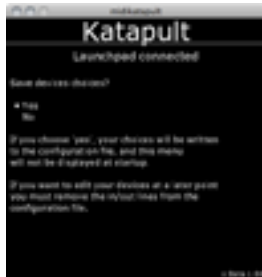 midikatapult
Katapult
Launchpad connected
Save devices choices?
Yes
No
If you choose 'yes', your choices will be written
to the configuration file, and this menu
will not be displayed at startup.
If you want to edit your devices at a later point
you must remove the in/out lines from the
configuration file.